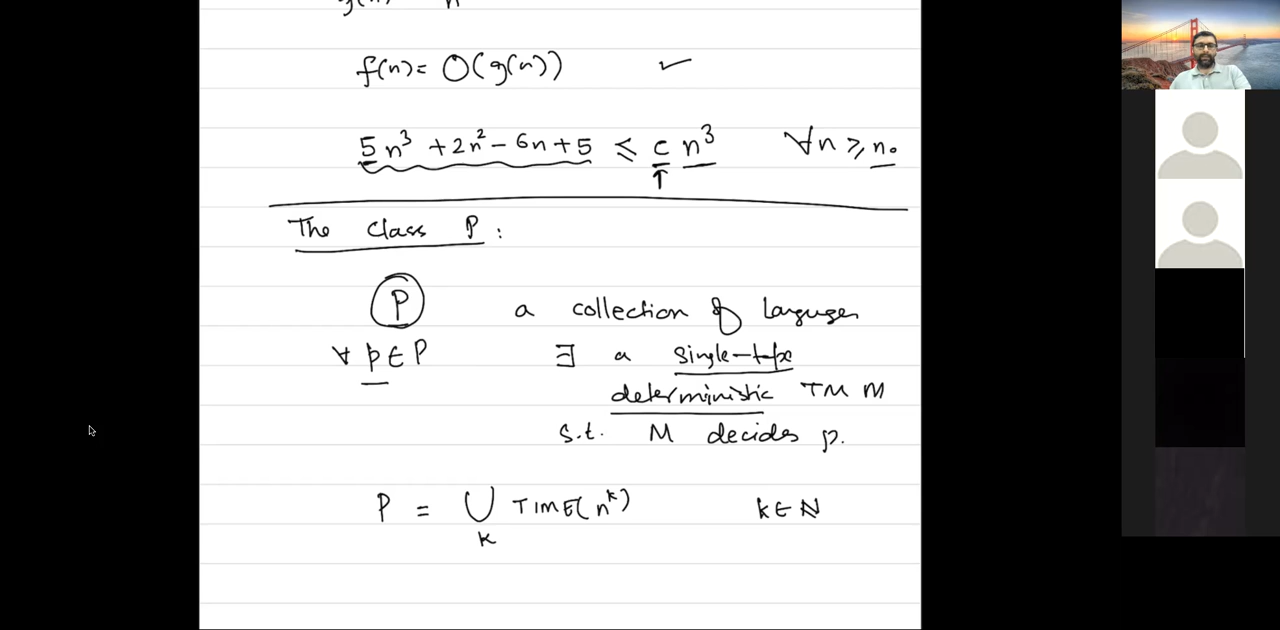 f(n) = O(g(n)) ✓
5n³ + 2n² - 6n + 5 ≤ c n³ ∀n ≥ n₀
↑
The class P :
P a collection of languages
∀ p ∈ P ∃ a single-tape
deterministic TM M
s.t. M decides p.
P = ∪ TIME(n^k) k ∈ ℕ
k